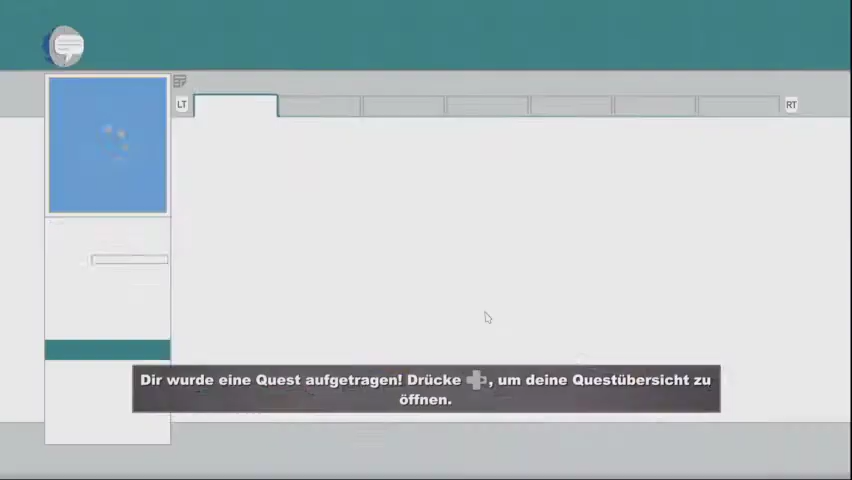 LT
RT
Dir wurde eine Quest aufgetragen! Drücke , um deine Questübersicht zu
öffnen.